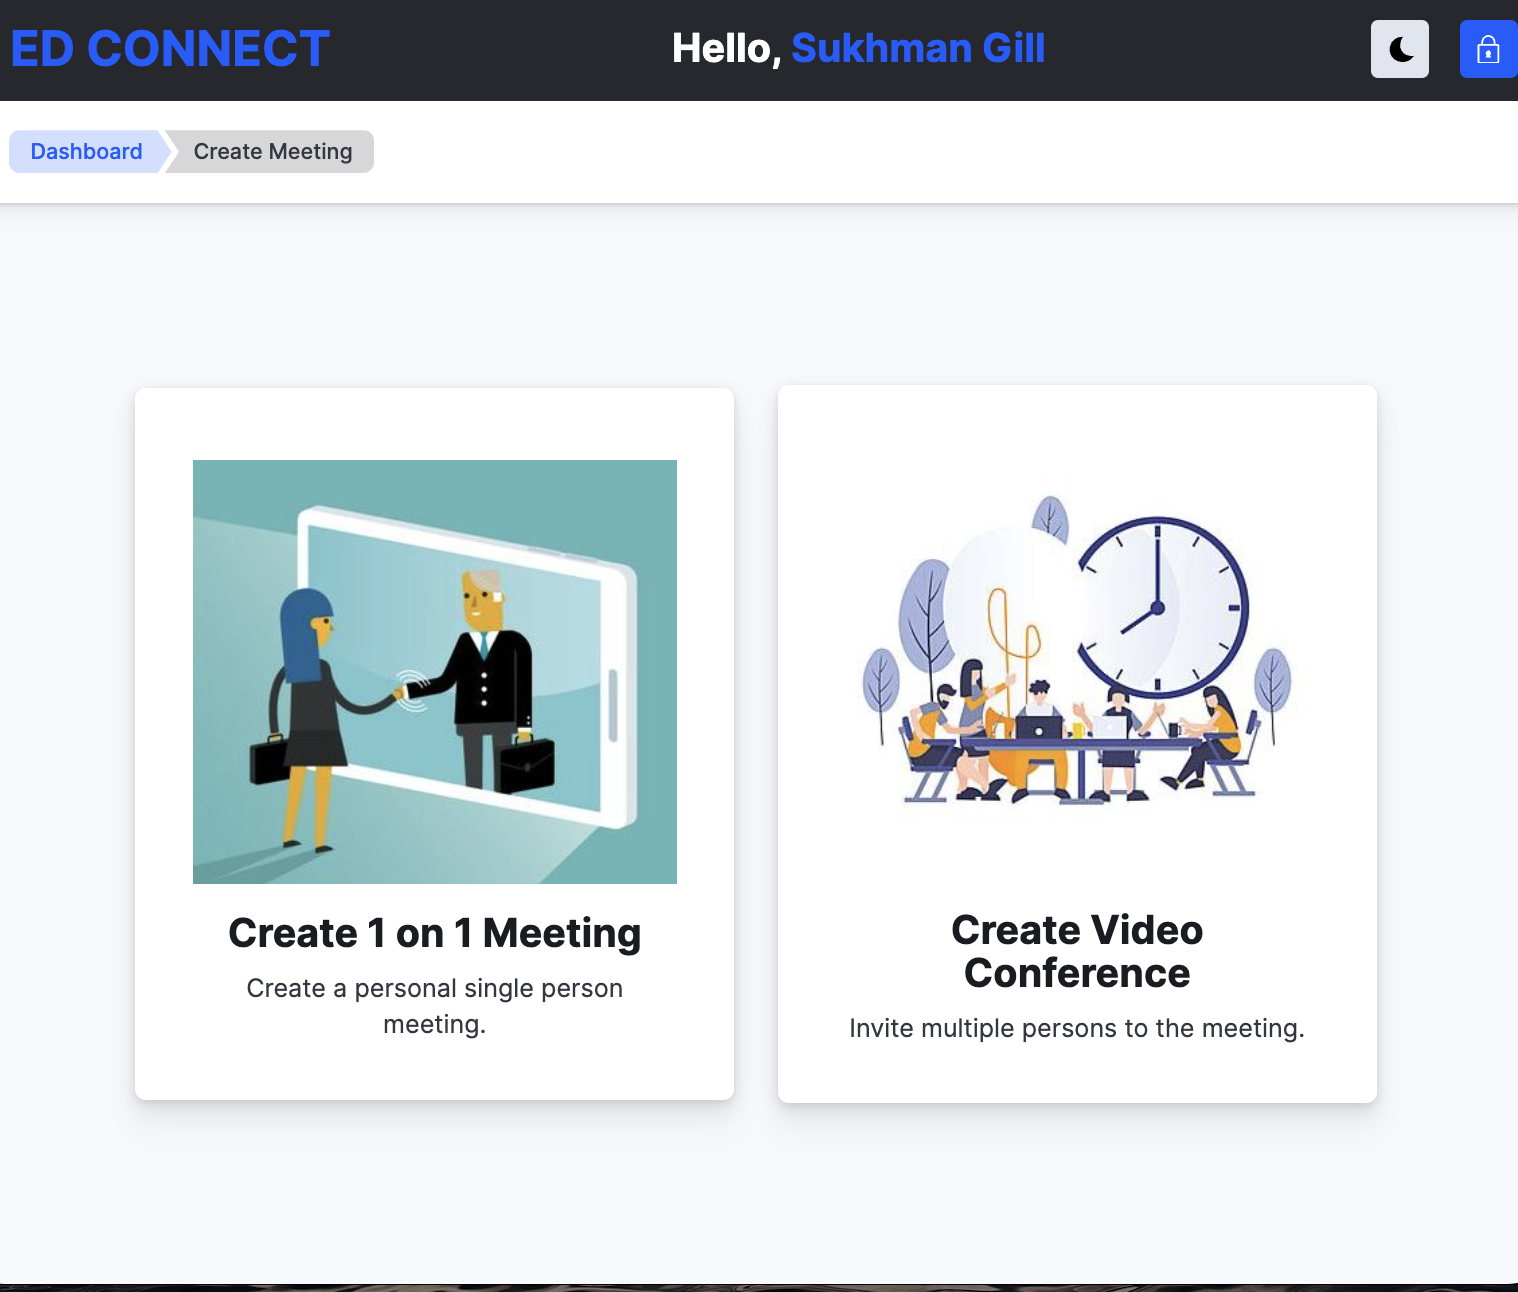 ED CONNECT
Hello, Sukhman Gill
Dashboard
Create Meeting
Create 1 on 1 Meeting
Create a personal single person
meeting.
Create Video
Conference
Invite multiple persons to the meeting.